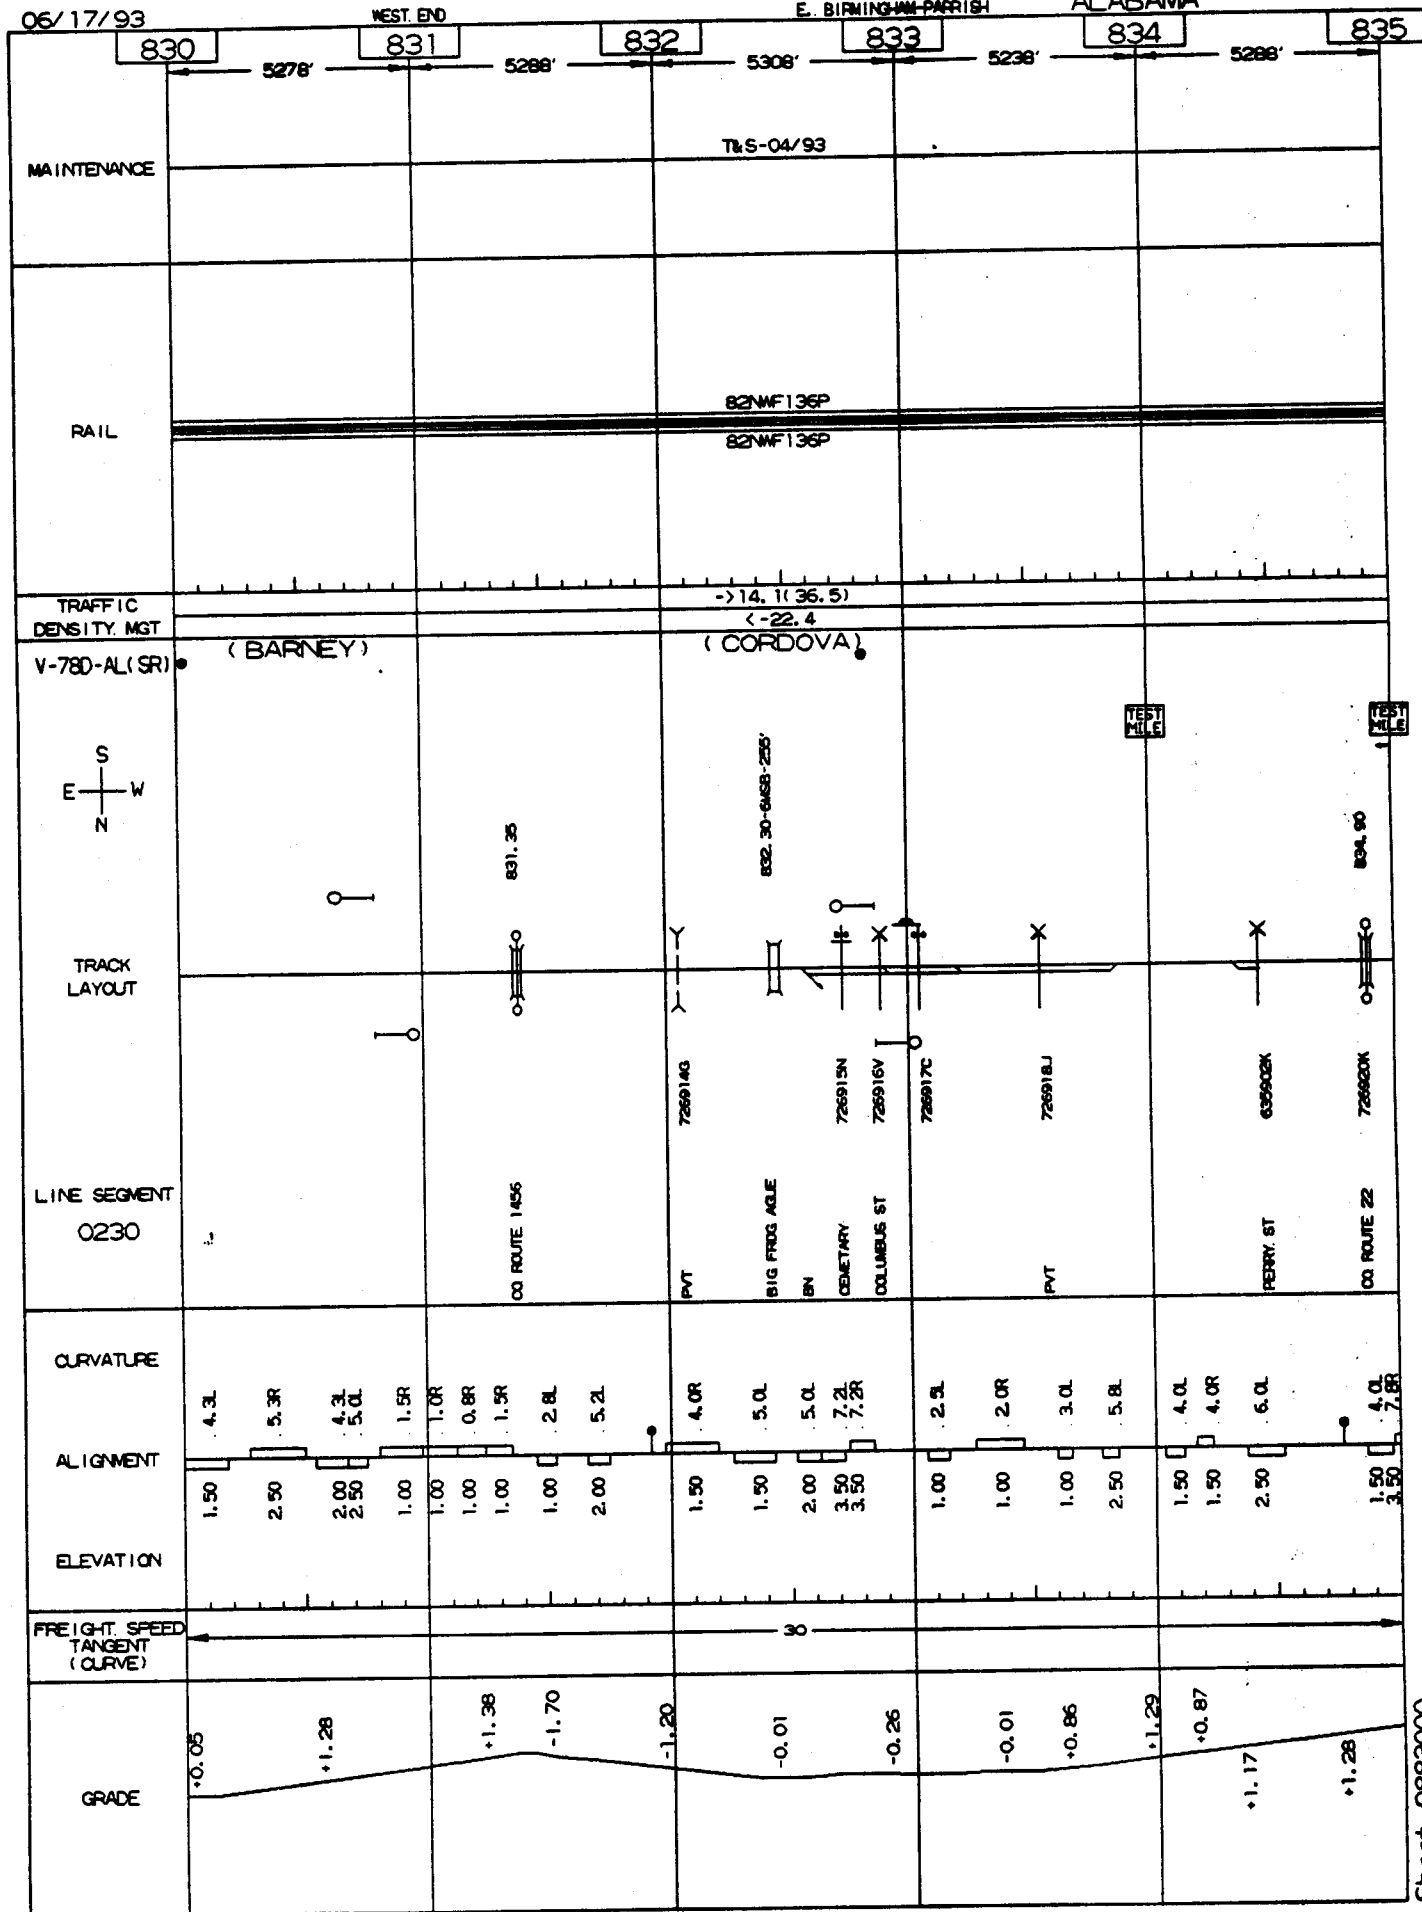 06/17/93
WEST. END
E. BIRMINGHAM-PARRISH
ALABAMA
830 831 832 833 834 835
5278' 5288' 5308' 5238' 5288'
MAINTENANCE
T&S-04/93
RAIL
82NWF136P
82NWF136P
TRAFFIC
DENSITY. MGT
->14. 1( 36. 5)
<-22. 4
V-78D-AL( SR)
( BARNEY)
( CORDOVA)
TEST
MILE
TEST
MILE
S
E W
N
831. 35
832. 30-6MSB-256'
834. 90
TRACK
LAYOUT
726914G
726915N
726916V
726917C
726918J
635902K
726920K
LINE SEGMENT
0230
CO ROUTE 1456
PVT
BIG FROG AGUE
BN
CEMETARY
COLUMBUS ST
PVT
PERRY. ST
CO ROUTE 22
CURVATURE
4. 3L 5. 3R 4. 3L 5. 0L 1. 5R 1. 0R 0. 8R 1. 5R 2. 8L 5. 2L 4. 0R 5. 0L 5. 0L 7. 2L 7. 2R 2. 5L 2. 0R 3. 0L 5. 8L 4. 0L 4. 0R 6. 0L 4. 0L 7. 8R
ALIGNMENT
1. 50 2. 50 2. 00 2. 50 1. 00 1. 00 1. 00 1. 00 1. 00 2. 00 1. 50 1. 50 2. 00 3. 50 3. 50 1. 00 1. 00 1. 00 2. 50 1. 50 1. 50 2. 50 1. 50 3. 50
ELEVATION
FREIGHT. SPEED
TANGENT
( CURVE)
30
GRADE
+0. 05 +1. 28 +1. 38 -1. 70 -1. 20 -0. 01 -0. 26 -0. 01 +0. 86 +1. 29 +0. 87 +1. 17 +1. 28